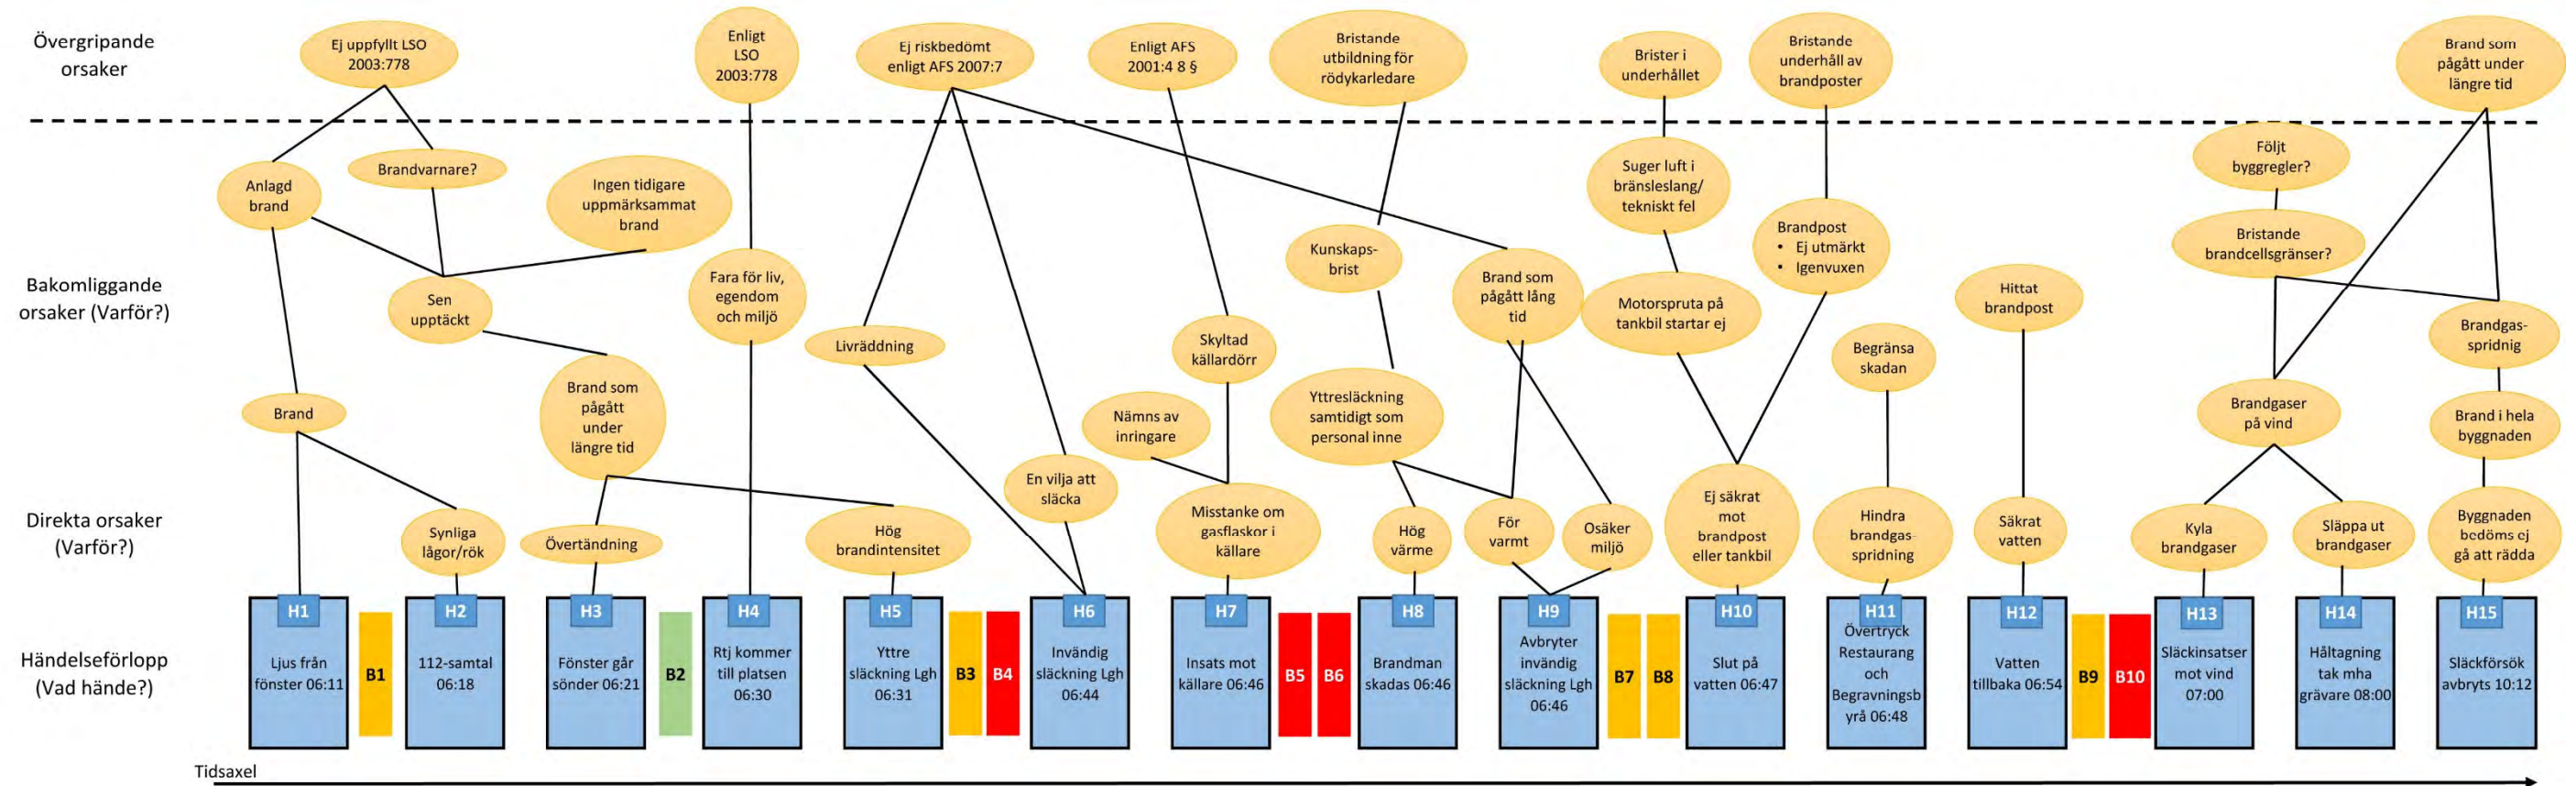 Övergripande
orsaker
Ej uppfyllt LSO
2003:778
Enligt
LSO
2003:778
Ej riskbedömt
enligt AFS 2007:7
Enligt AFS
2001:4 8 §
Bristande
utbildning för
rödykarledare
Brister i
underhållet
Bristande
underhåll av
brandposter
Brand som
pågått under
längre tid
Bakomliggande
orsaker (Varför?)
Anlagd
brand
Brandvarnare?
Ingen tidigare
uppmärksammat
brand
Sen
upptäckt
Fara för liv,
egendom
och miljö
Livräddning
Skyltad
källardörr
Kunskaps-
brist
Brand som
pågått lång
tid
Suger luft i
bränsleslang/
tekniskt fel
Motorspruta på
tankbil startar ej
Brandpost
• Ej utmärkt
• Igenvuxen
Begränsa
skadan
Hittat
brandpost
Följt
byggregler?
Bristande
brandcellsgränser?
Brandgas-
spridnig
Brand
Brand som
pågått
under
längre tid
Nämns av
inringare
Yttresläckning
samtidigt som
personal inne
Brandgaser
på vind
Brand i hela
byggnaden
Direkta orsaker
(Varför?)
Synliga
lågor/rök
Övertändning
Hög
brandintensitet
En vilja att
släcka
Misstanke om
gasflaskor i
källare
Hög
värme
För
varmt
Osäker
miljö
Ej säkrat
mot
brandpost
eller tankbil
Hindra
brandgas-
spridning
Säkrat
vatten
Kyla
brandgaser
Släppa ut
brandgaser
Byggnaden
bedöms ej
gå att rädda
Händelseförlopp
(Vad hände?)
H1
Ljus från
fönster 06:11
B1
H2
112-samtal
06:18
H3
Fönster går
sönder 06:21
B2
H4
Rtj kommer
till platsen
06:30
H5
Yttre
släckning Lgh
06:31
B3
B4
H6
Invändig
släckning Lgh
06:44
H7
Insats mot
källare 06:46
B5
B6
H8
Brandman
skadas 06:46
H9
Avbryter
invändig
släckning Lgh
06:46
B7
B8
H10
Slut på
vatten 06:47
H11
Övertryck
Restaurang
och
Begravningsb
yrå 06:48
H12
Vatten
tillbaka 06:54
B9
B10
H13
Släckinsatser
mot vind
07:00
H14
Håltagning
tak mha
grävare 08:00
H15
Släckförsök
avbryts 10:12
Tidsaxel